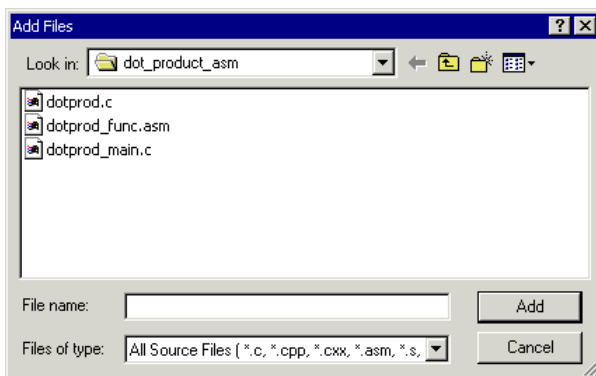 Add Files
Look in: dot_product_asm
dotprod.c
dotprod_func.asm
dotprod_main.c
File name: Add
Files of type: All Source Files ( *.c, *.cpp, *.cxx, *.asm, *.s, Cancel